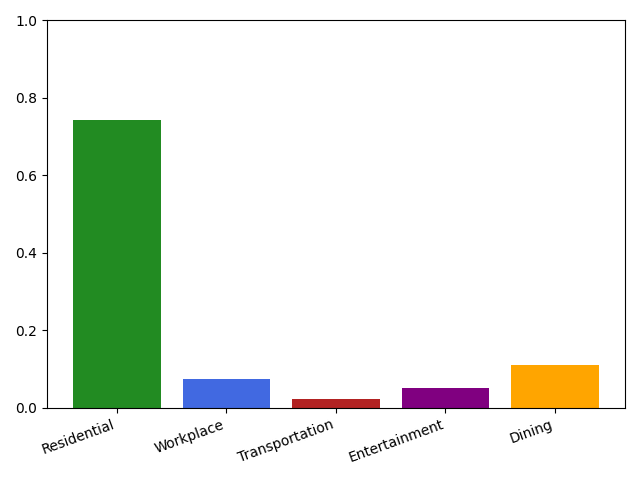 1.0
0.8
0.6
0.4
0.2
0.0
Residential
Workplace
Transportation
Entertainment
Dining